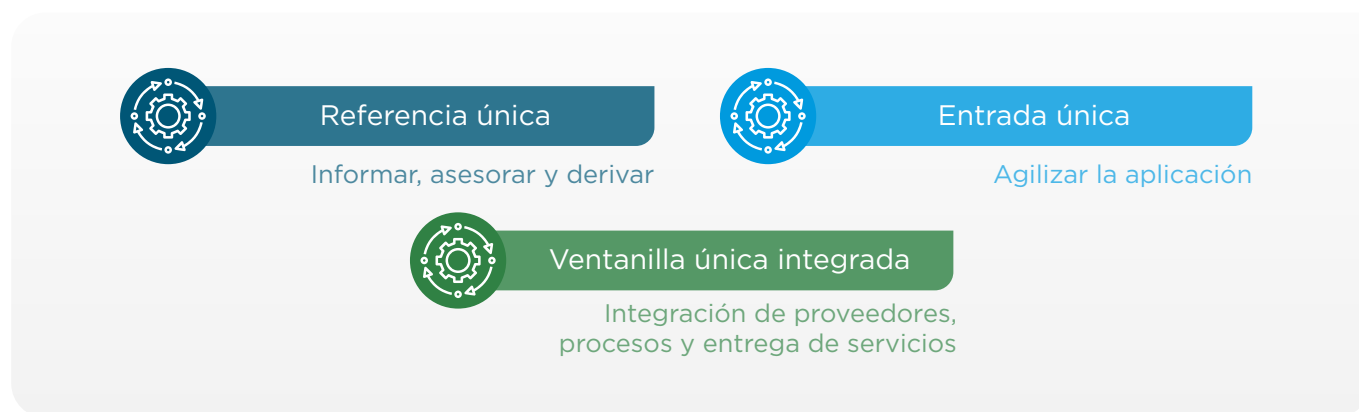 Referencia única
Informar, asesorar y derivar
Entrada única
Agilizar la aplicación
Ventanilla única integrada
Integración de proveedores,
procesos y entrega de servicios